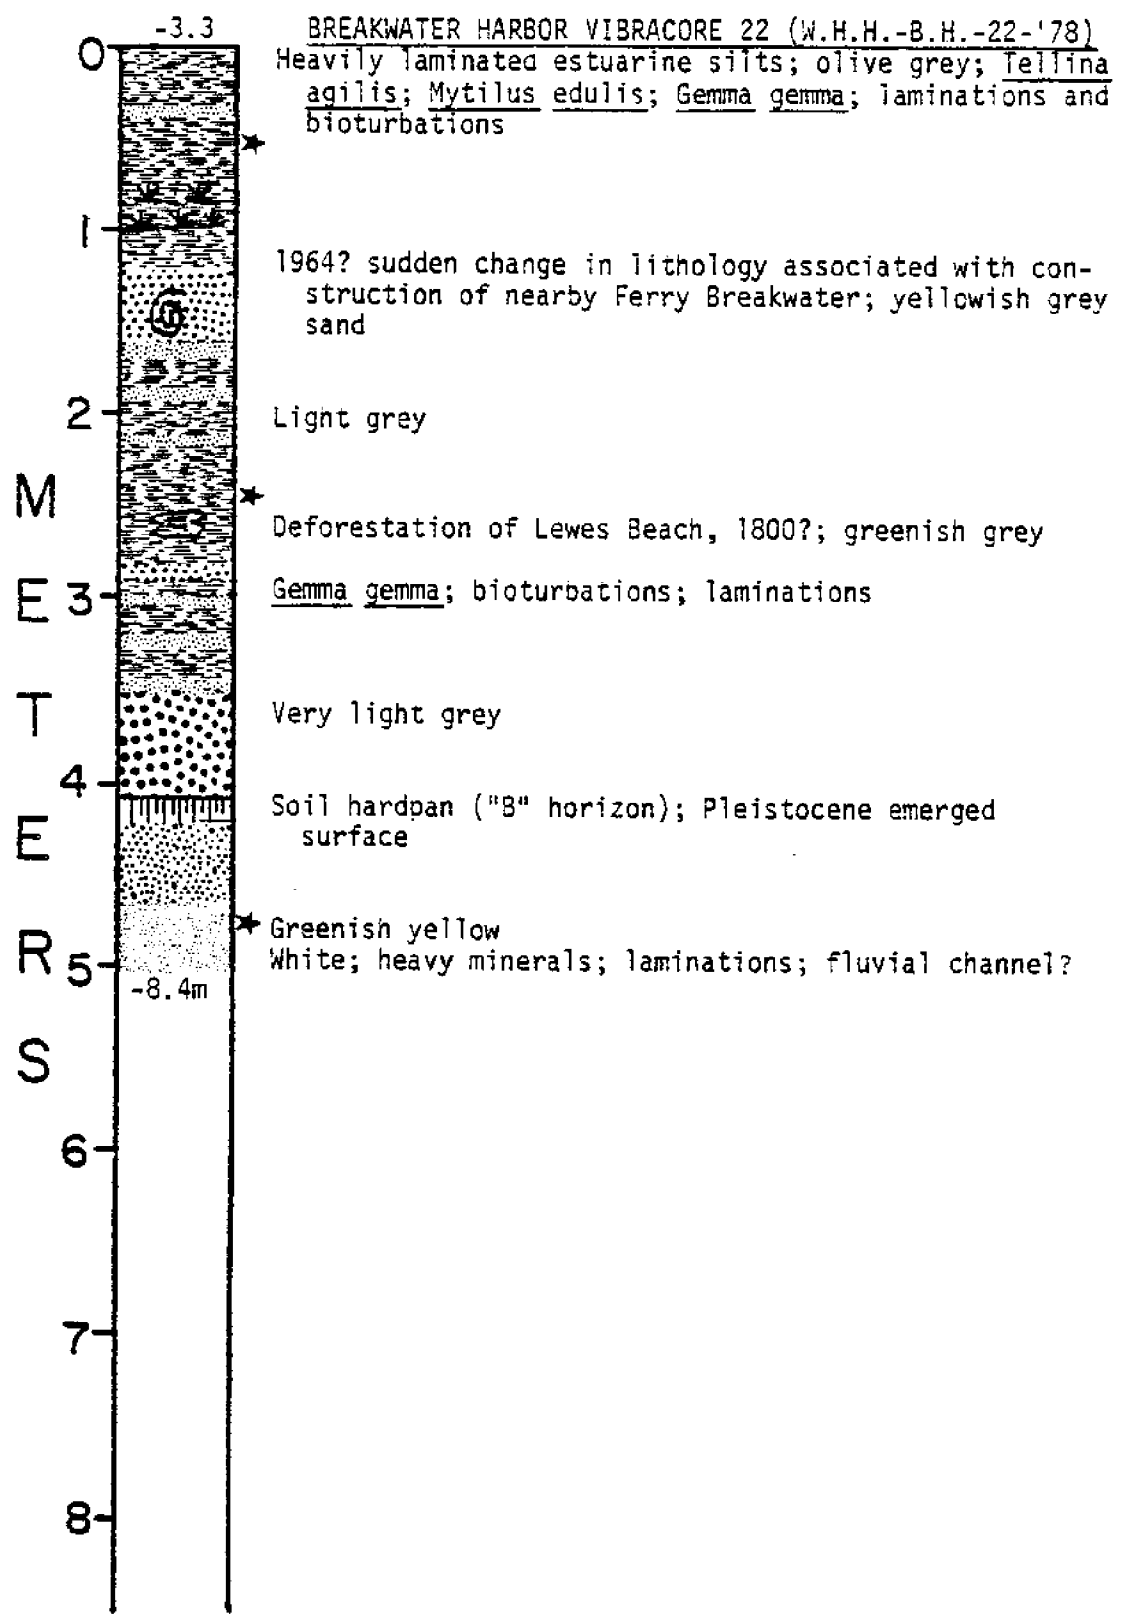 -3.3
BREAKWATER HARBOR VIBRACORE 22 (W.H.H.-B.H.-22-'78)
0
Heavily laminated estuarine silts; olive grey; Tellina
agilis; Mytilus edulis; Gemma gemma; laminations and
bioturbations
1
1964? sudden change in lithology associated with con-
struction of nearby Ferry Breakwater; yellowish grey
sand
G
2
Light grey
METERS
Deforestation of Lewes Beach, 1800?; greenish grey
3
Gemma gemma; bioturbations; laminations
Very light grey
4
Soil hardpan ("B" horizon); Pleistocene emerged
surface
Greenish yellow
5
White; heavy minerals; laminations; fluvial channel?
-8.4m
6
7
8